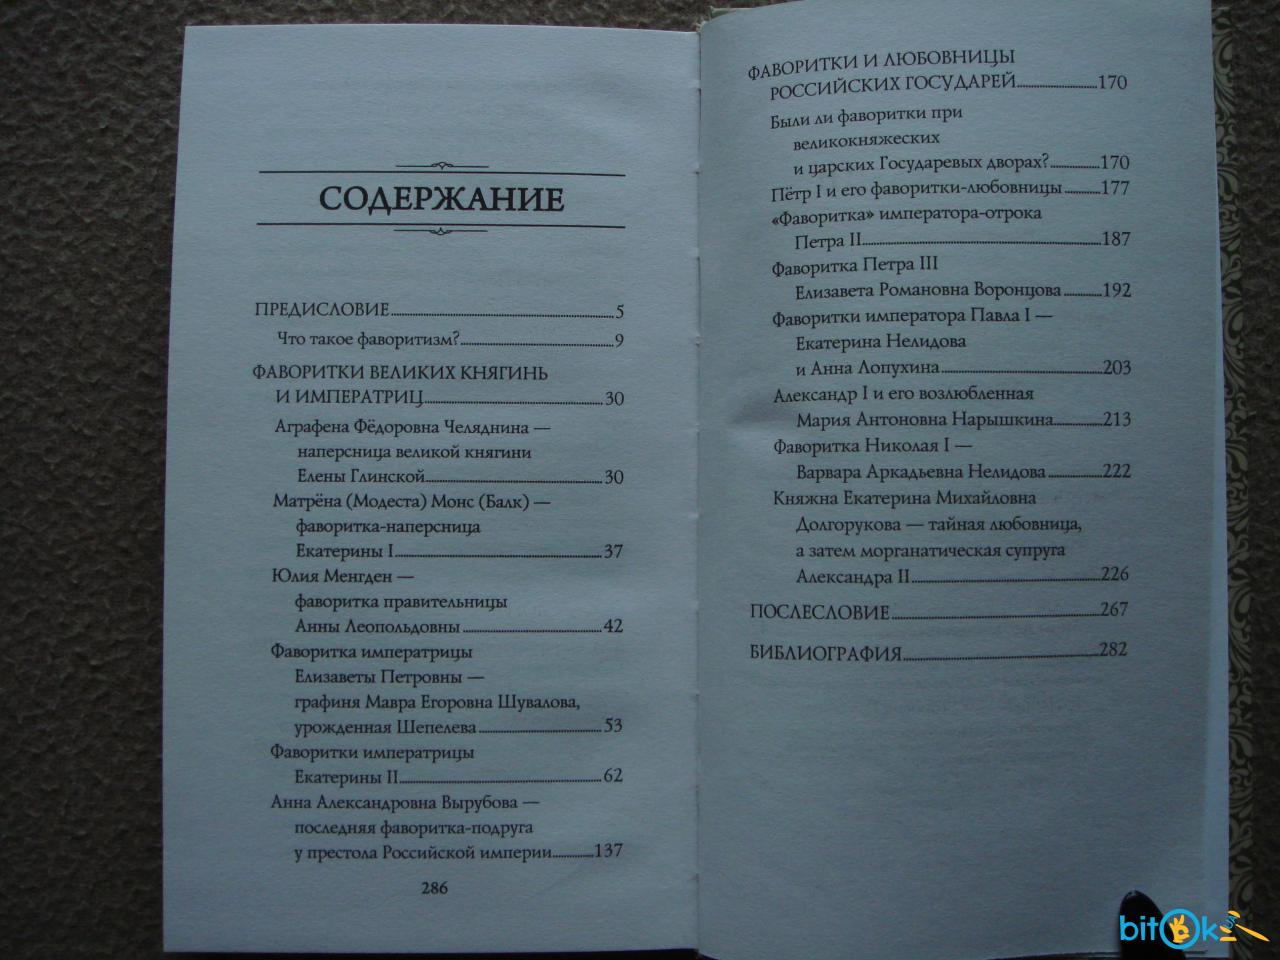 СОДЕРЖАНИЕ
ПРЕДИСЛОВИЕ 5
Что такое фаворитизм? 9
ФАВОРИТКИ ВЕЛИКИХ КНЯГИНЬ
И ИМПЕРАТРИЦ 30
Аграфена Фёдоровна Челяднина —
наперсница великой княгини
Елены Глинской 30
Матрёна (Модеста) Монс (Балк) —
фаворитка-наперсница
Екатерины I 37
Юлия Менгден —
фаворитка правительницы
Анны Леопольдовны 42
Фаворитка императрицы
Елизаветы Петровны —
графиня Мавра Егоровна Шувалова,
урожденная Шепелева 53
Фаворитки императрицы
Екатерины II 62
Анна Александровна Вырубова —
последняя фаворитка-подруга
у престола Российской империи 137
286
ФАВОРИТКИ И ЛЮБОВНИЦЫ
РОССИЙСКИХ ГОСУДАРЕЙ 170
Были ли фаворитки при
великокняжеских
и царских Государевых дворах? 170
Пётр I и его фаворитки-любовницы 177
«Фаворитка» императора-отрока
Петра II 187
Фаворитка Петра III
Елизавета Романовна Воронцова 192
Фаворитки императора Павла I —
Екатерина Нелидова
и Анна Лопухина 203
Александр I и его возлюбленная
Мария Антоновна Нарышкина 213
Фаворитка Николая I —
Варвара Аркадьевна Нелидова 222
Княжна Екатерина Михайловна
Долгорукова — тайная любовница,
а затем морганатическая супруга
Александра II 226
ПОСЛЕСЛОВИЕ 267
БИБЛИОГРАФИЯ 282
bitOk